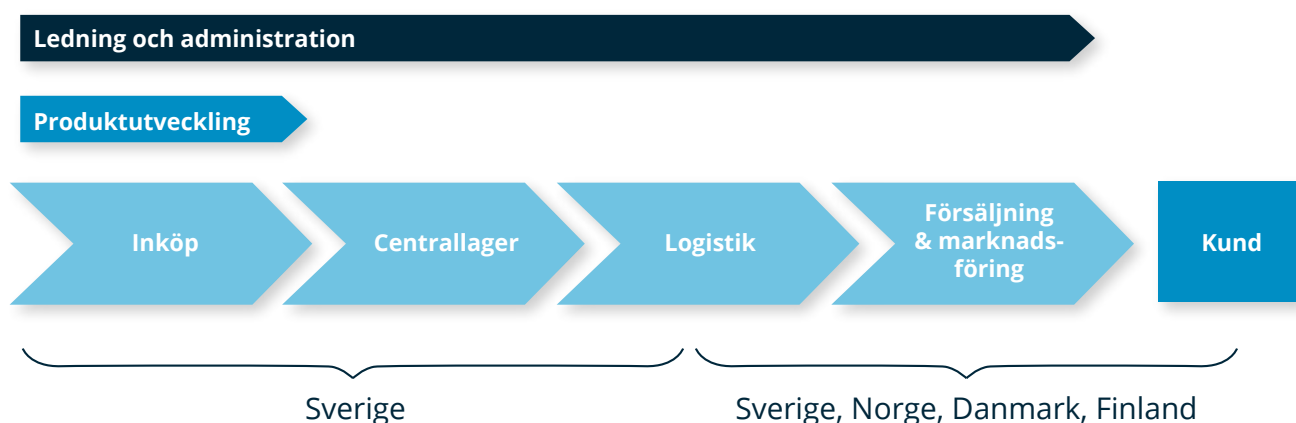 Ledning och administration
Produktutveckling
Inköp
Centrallager
Logistik
Försäljning
& marknads-
föring
Kund
Sverige
Sverige, Norge, Danmark, Finland